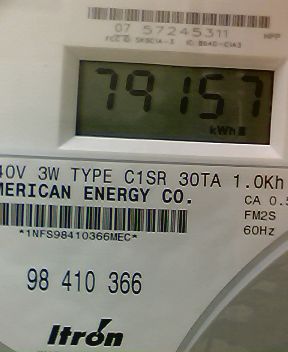 07 57245311
79157
kWh
40V 3W TYPE C1SR 30TA 1.0Kh
MERICAN ENERGY CO.
CA 0.5
FM2S
60Hz
*1NFS98410366MEC*
98 410 366
Itrón